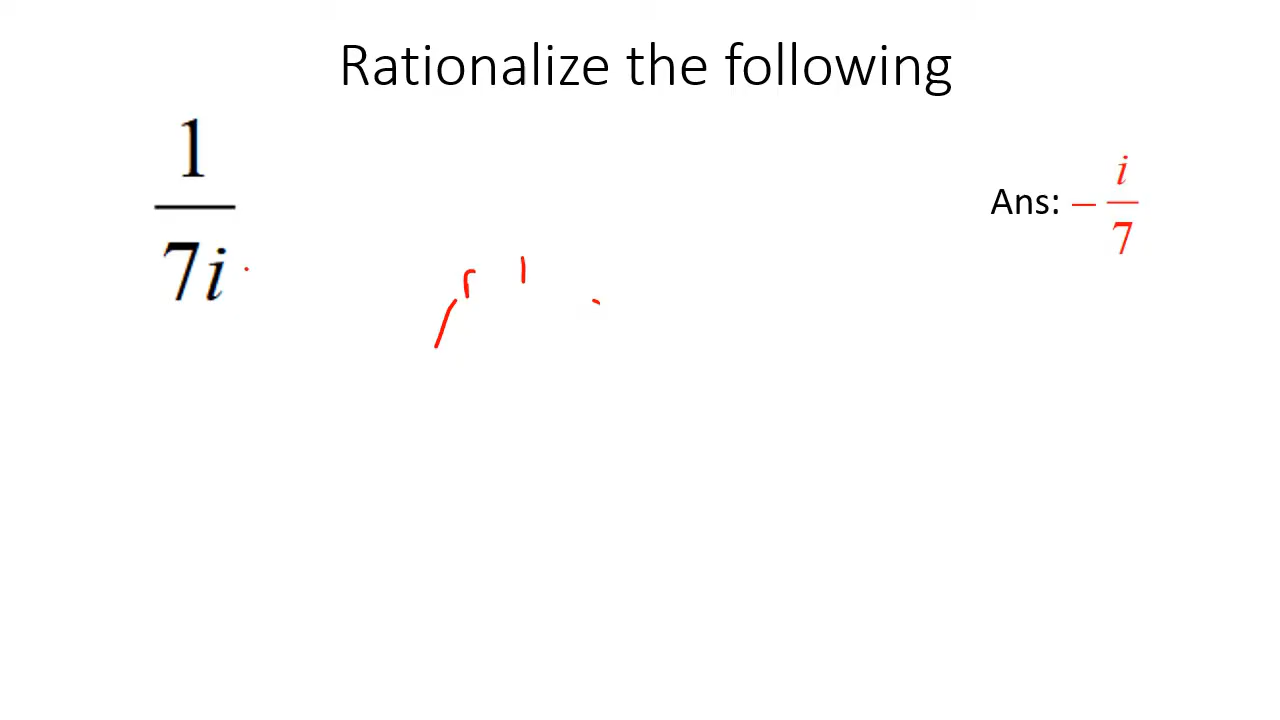 Rationalize the following
1
7i
Ans: − i
7